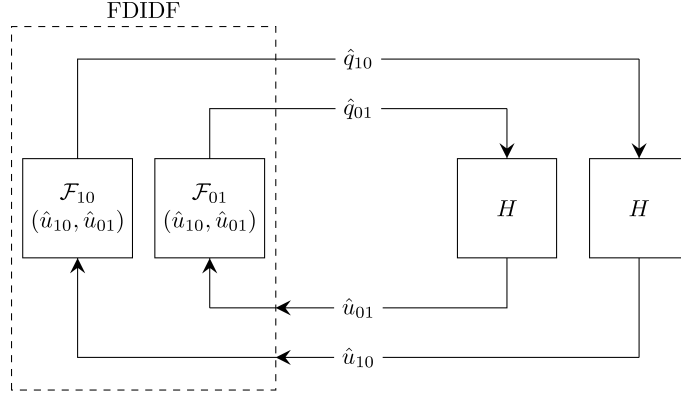 FDIDF
q̂₁₀
q̂₀₁
ℱ₁₀
(û₁₀, û₀₁)
ℱ₀₁
(û₁₀, û₀₁)
H
H
û₀₁
û₁₀